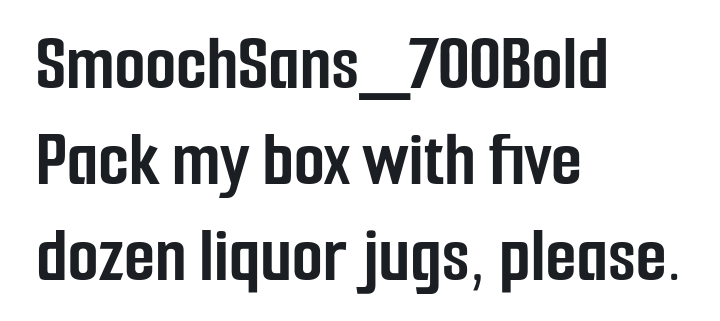 SmoochSans_700Bold
Pack my box with five
dozen liquor jugs, please.